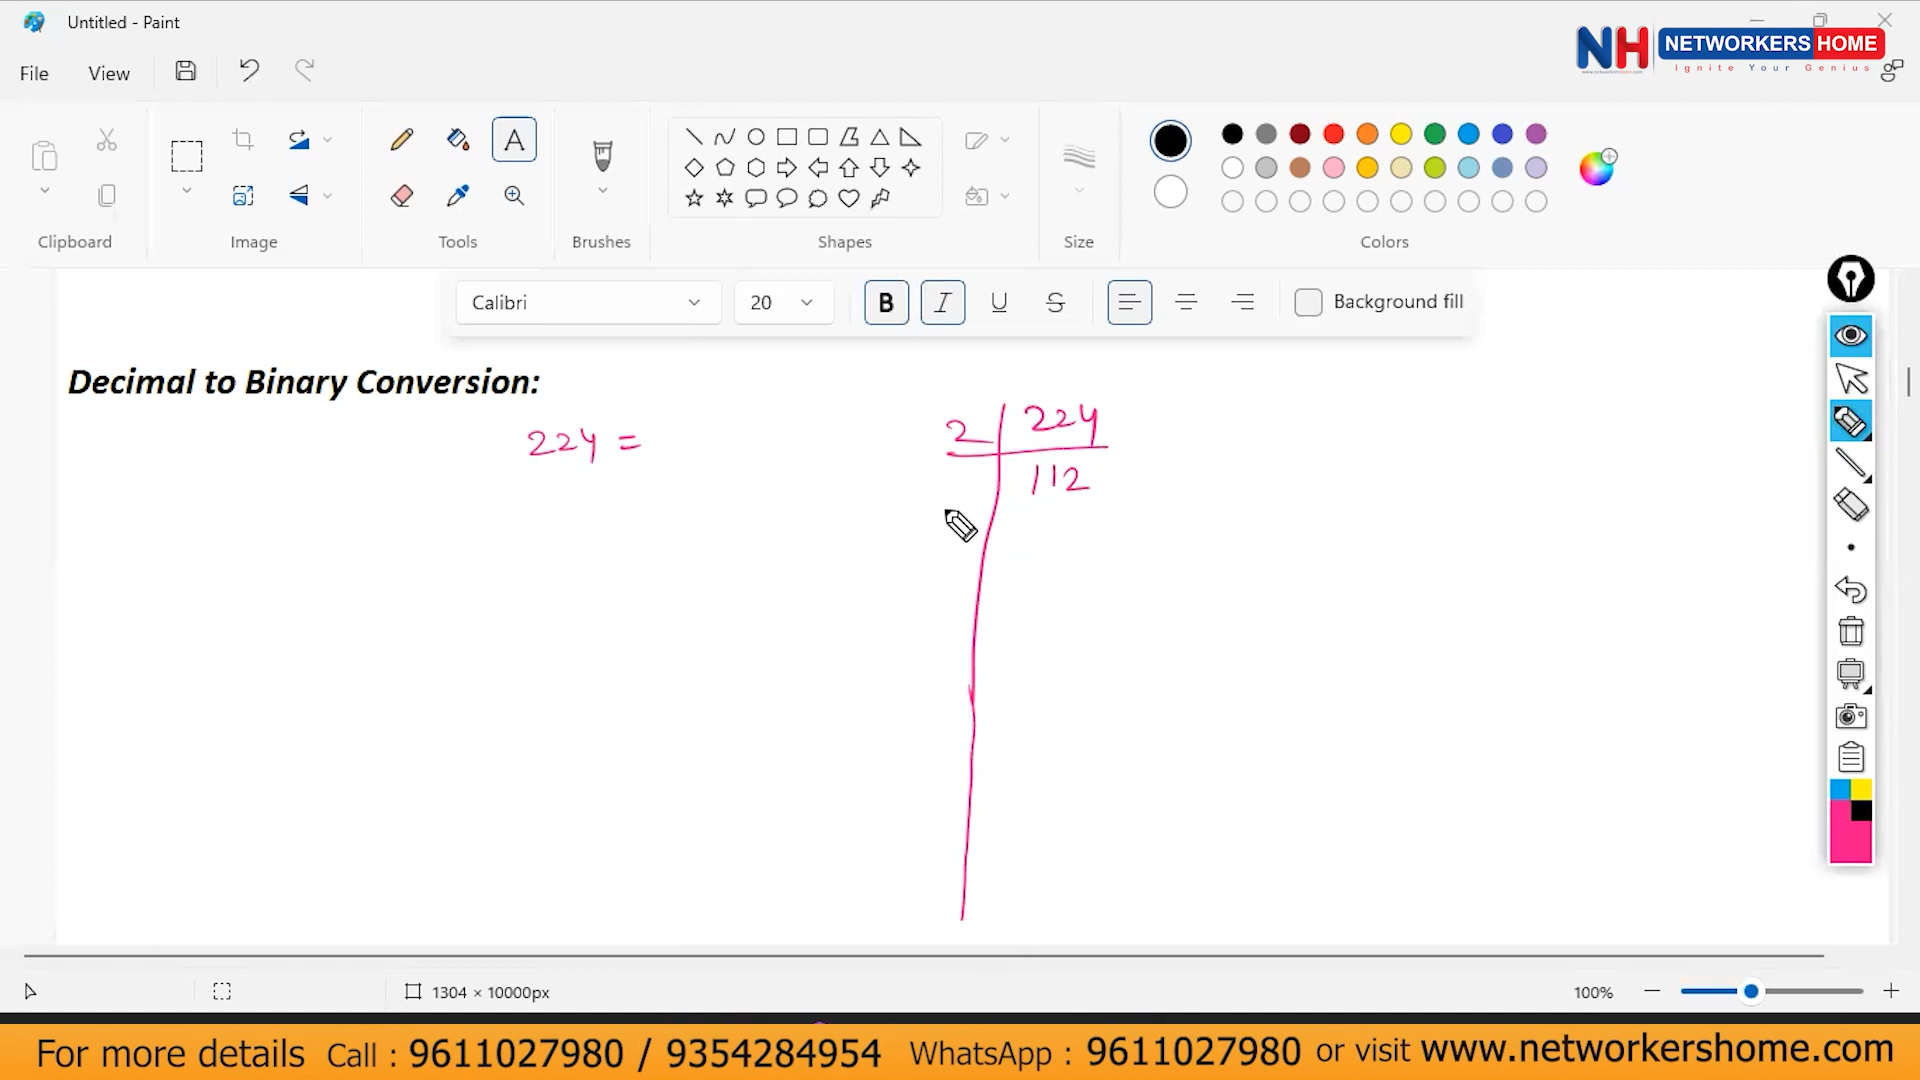 Untitled - Paint
NH NETWORKERS HOME
Ignite Your Genius
File View
Clipboard Image Tools Brushes Shapes Size Colors
Calibri 20 B I U S Background fill
Decimal to Binary Conversion:
224 =
2 224
112
1304 × 10000px 100%
For more details Call : 9611027980 / 9354284954 WhatsApp : 9611027980 or visit www.networkershome.com